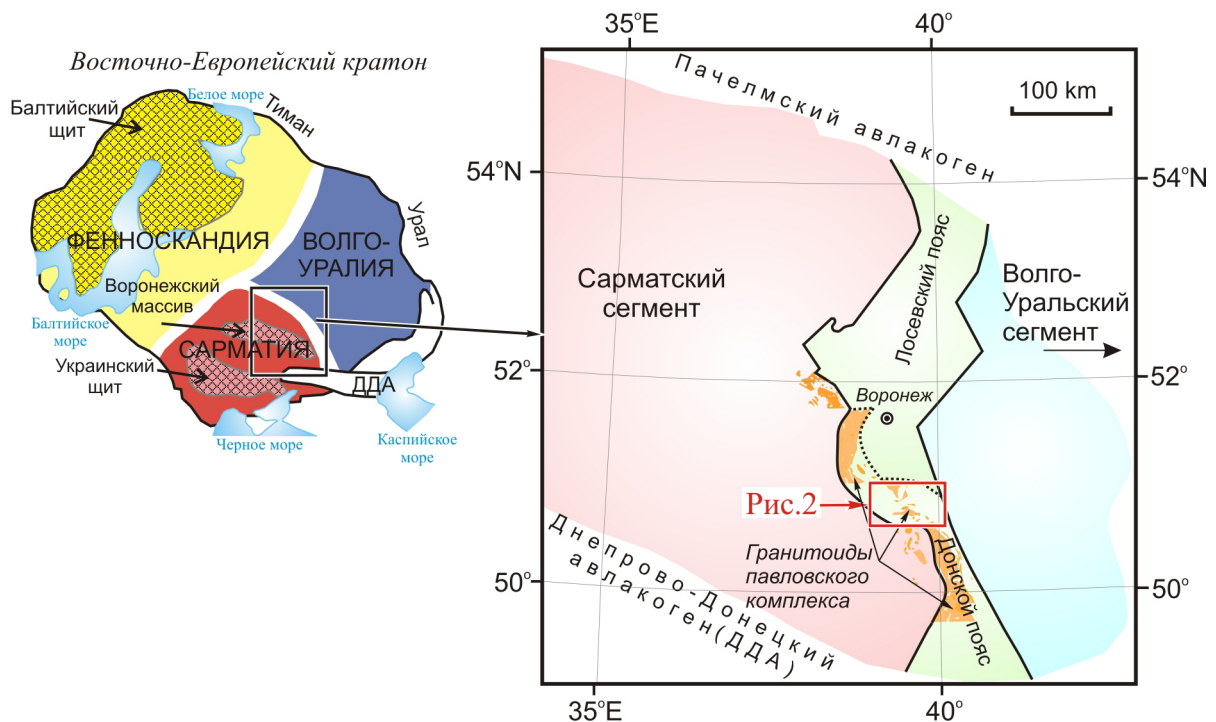 Восточно-Европейский кратон
Балтийский
щит
Белое море
Тиман
Урал
ФЕННОСКАНДИЯ
ВОЛГО-
УРАЛИЯ
Воронежский
массив
Балтийское
море
САРМАТИЯ
Украинский
щит
ДДА
Черное море
Каспийское
море
35°E
40°
100 km
Пачелмский авлакоген
54°N
54°N
Сарматский
сегмент
Лосевский пояс
Волго-
Уральский
сегмент
52°
52°
Воронеж
Рис.2
Гранитоиды
павловского
комплекса
Донской пояс
Днепрово-Донецкий
авлакоген(ДДА)
50°
50°
35°E
40°